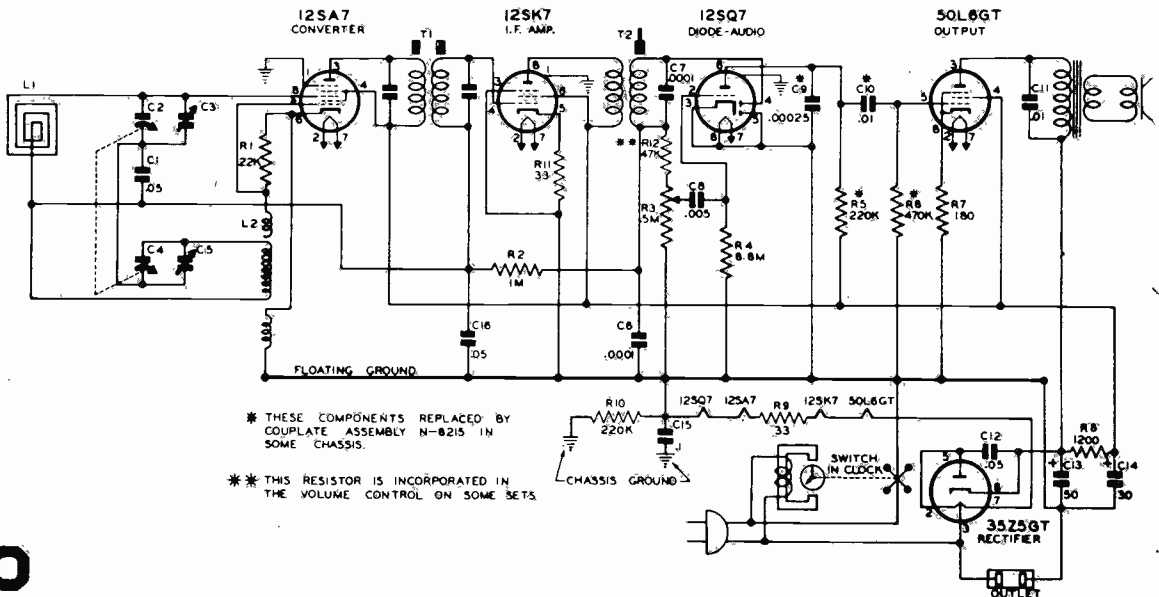 12SA7
CONVERTER
T1
12SK7
I.F. AMP.
T2
12SQ7
DIODE-AUDIO
50L6GT
OUTPUT
L1
C2
C3
C1
.05
R1
22K
L2
C4
C5
R11
33
R2
1M
C16
.05
C7
.0001
** R12
47K
R3
.5M
C8
.005
R4
6.8M
C6
.0001
*
C9
.00025
*
C10
.01
R5 *
220K
R6 *
470K
R7
180
C11
.01
FLOATING GROUND
* THESE COMPONENTS REPLACED BY
COUPLATE ASSEMBLY N-8215 IN
SOME CHASSIS.
** THIS RESISTOR IS INCORPORATED IN
THE VOLUME CONTROL ON SOME SETS.
R10
220K
C15
.1
CHASSIS GROUND
12SQ7 12SA7 R9 12SK7 50L6GT
33
SWITCH
IN CLOCK
C12
.05
R8
1200
C13
50
C14
30
35Z5GT
RECTIFIER
OUTLET